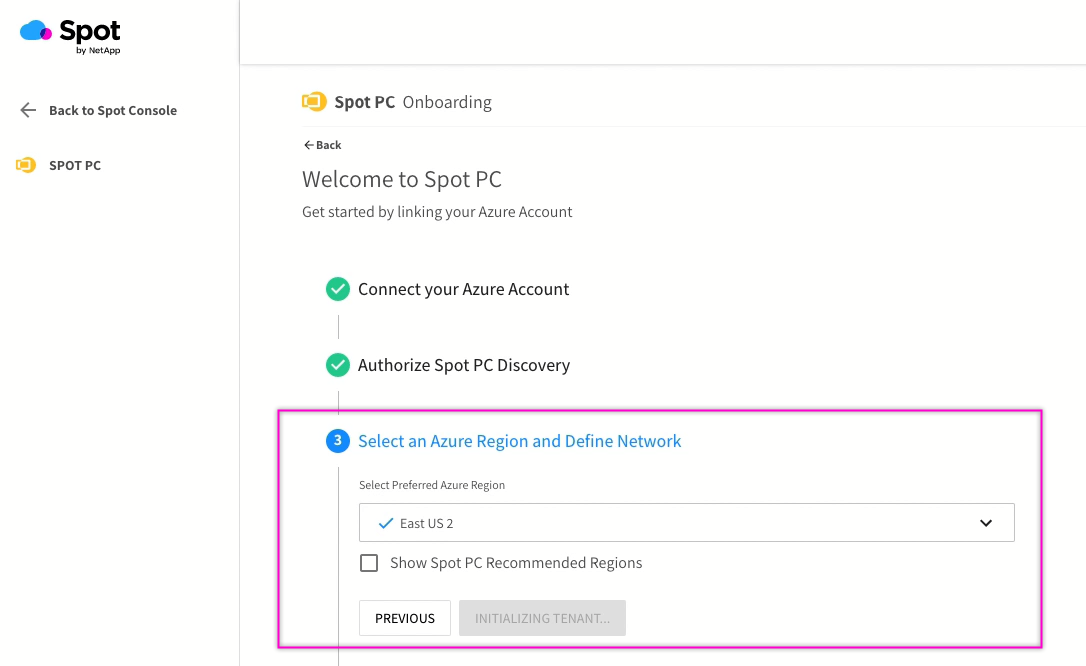 Spot
by NetApp
Back to Spot Console
SPOT PC
Spot PC Onboarding
Back
Welcome to Spot PC
Get started by linking your Azure Account
Connect your Azure Account
Authorize Spot PC Discovery
3 Select an Azure Region and Define Network
Select Preferred Azure Region
East US 2
Show Spot PC Recommended Regions
PREVIOUS INITIALIZING TENANT...